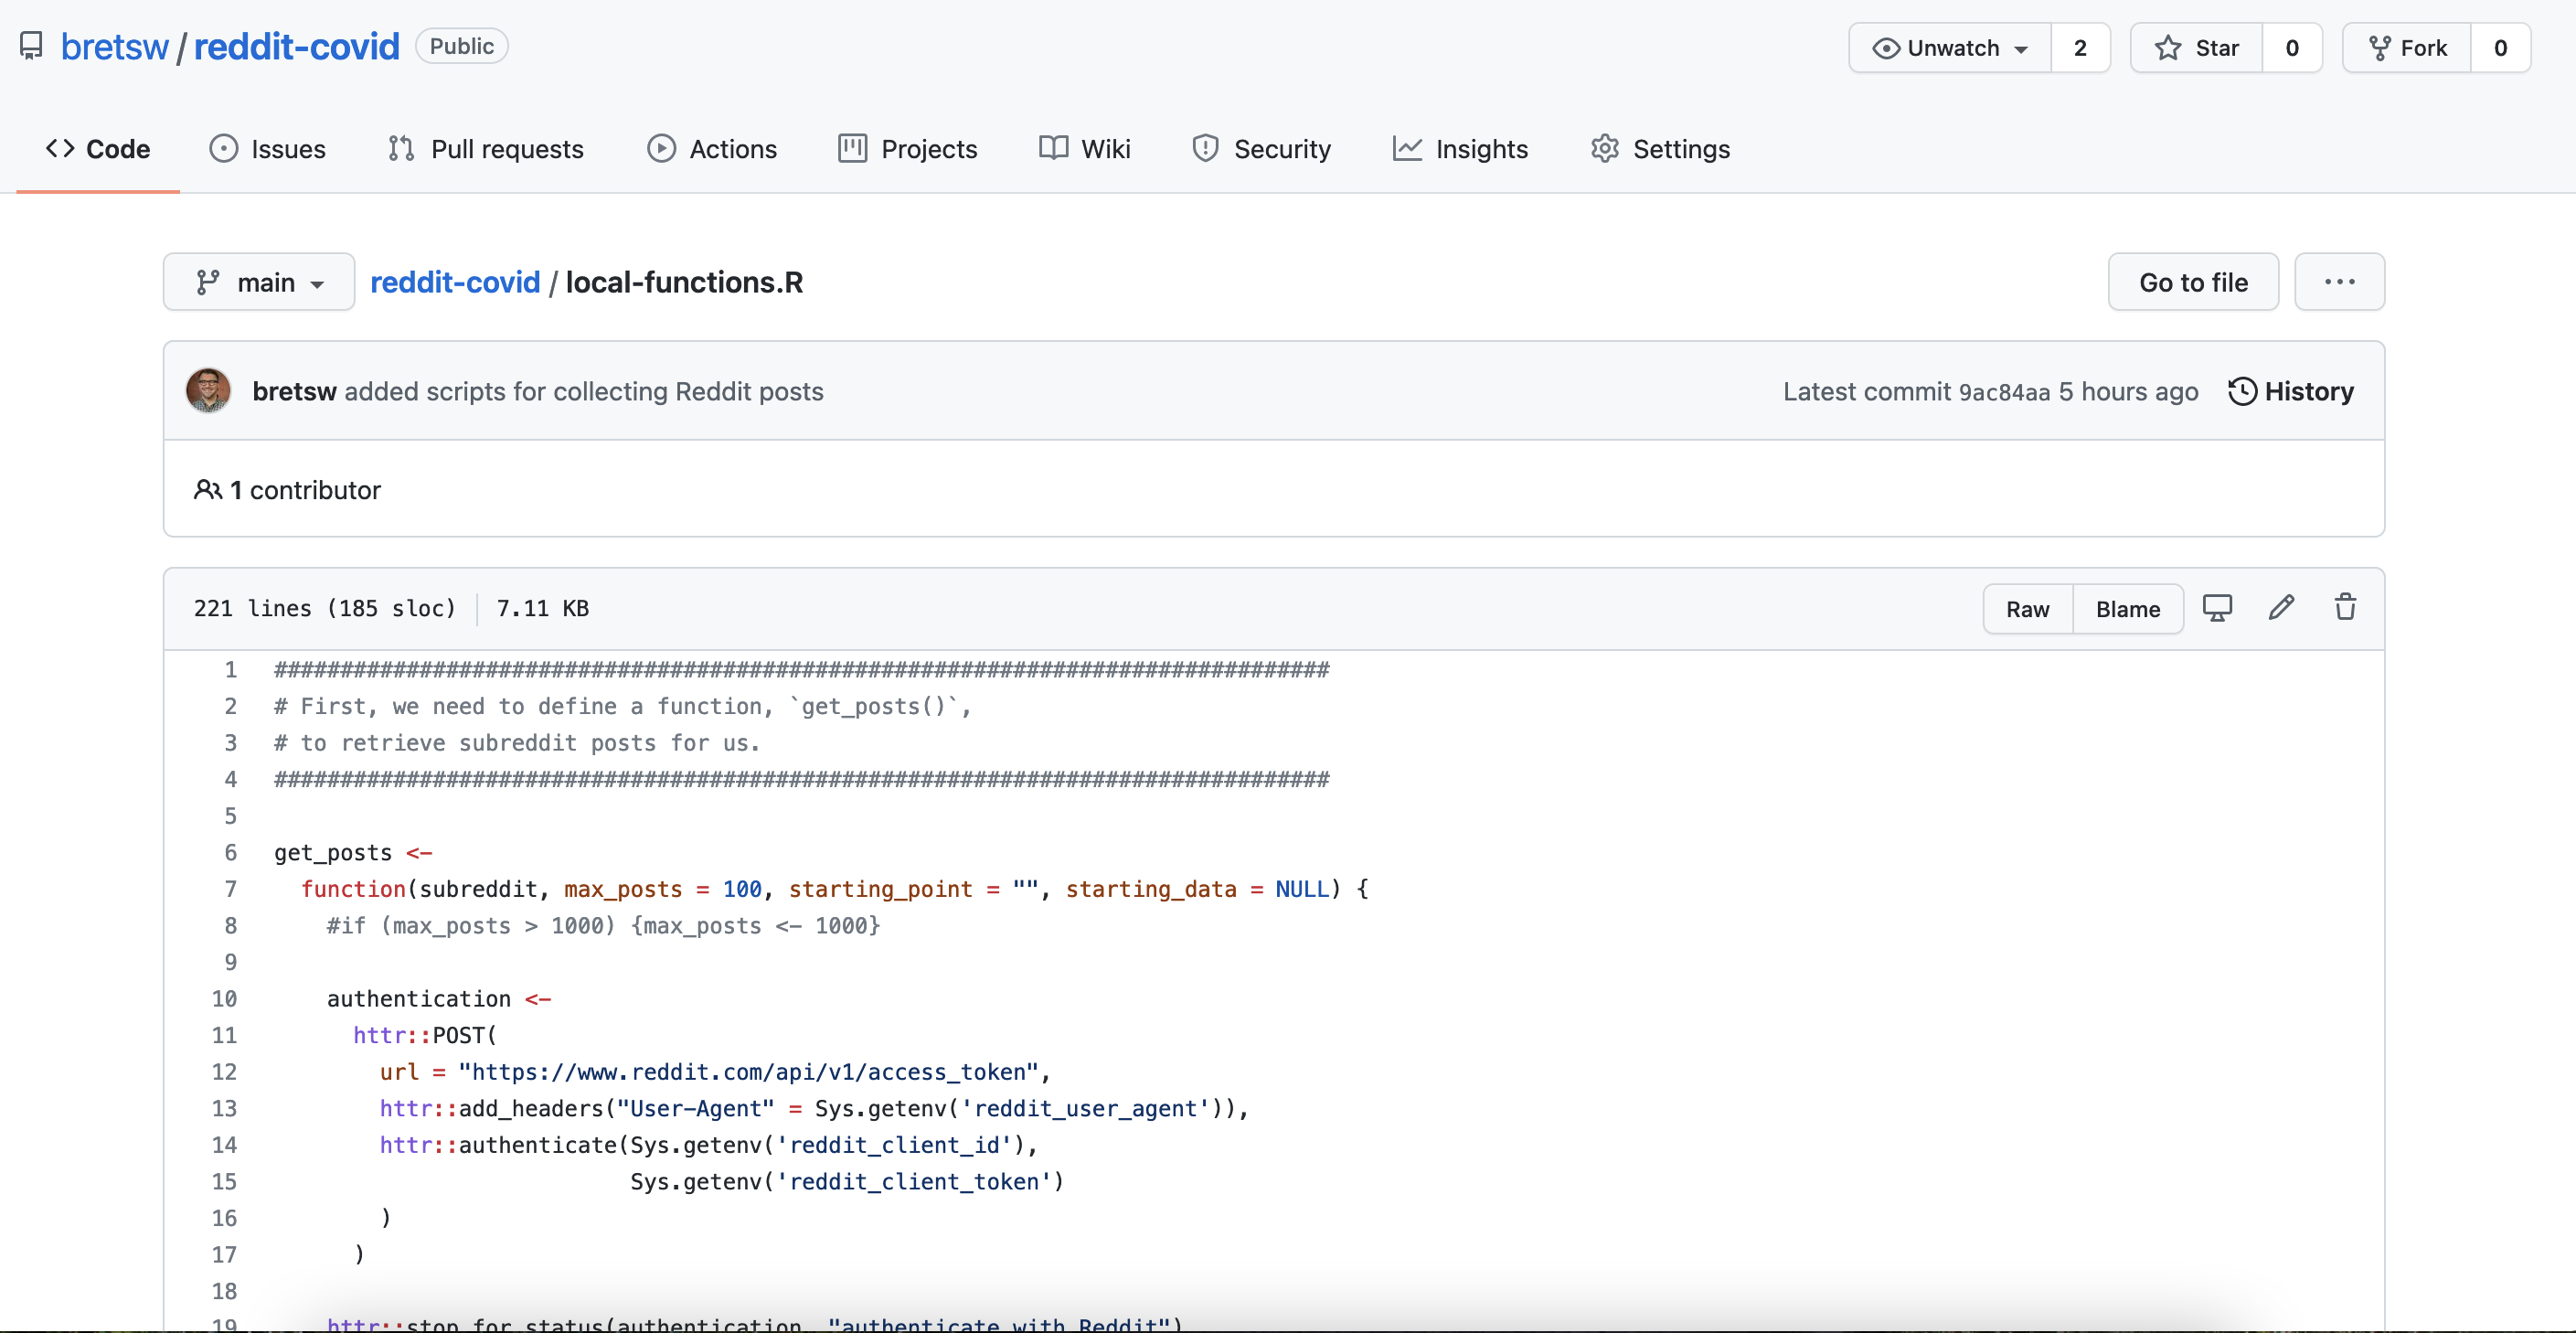 bretsw / reddit-covid Public Unwatch 2 Star 0 Fork 0
Code Issues Pull requests Actions Projects Wiki Security Insights Settings
main reddit-covid / local-functions.R Go to file ...
bretsw added scripts for collecting Reddit posts Latest commit 9ac84aa 5 hours ago History
1 contributor
221 lines (185 sloc) 7.11 KB Raw Blame
1 ################################################################################
2 # First, we need to define a function, `get_posts()`,
3 # to retrieve subreddit posts for us.
4 ################################################################################
5
6 get_posts <-
7 function(subreddit, max_posts = 100, starting_point = "", starting_data = NULL) {
8 #if (max_posts > 1000) {max_posts <- 1000}
9
10 authentication <-
11 httr::POST(
12 url = "https://www.reddit.com/api/v1/access_token",
13 httr::add_headers("User-Agent" = Sys.getenv('reddit_user_agent')),
14 httr::authenticate(Sys.getenv('reddit_client_id'),
15 Sys.getenv('reddit_client_token')
16 )
17 )
18
19 httr::stop_for_status(authentication, "authenticate with Reddit")